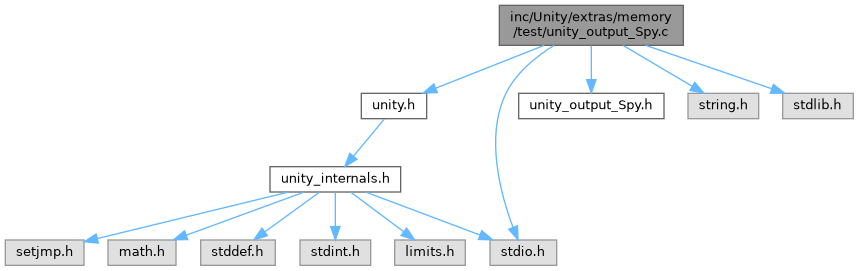 inc/Unity/extras/memory
/test/unity_output_Spy.c
unity.h
unity_output_Spy.h
string.h
stdlib.h
unity_internals.h
setjmp.h
math.h
stddef.h
stdint.h
limits.h
stdio.h